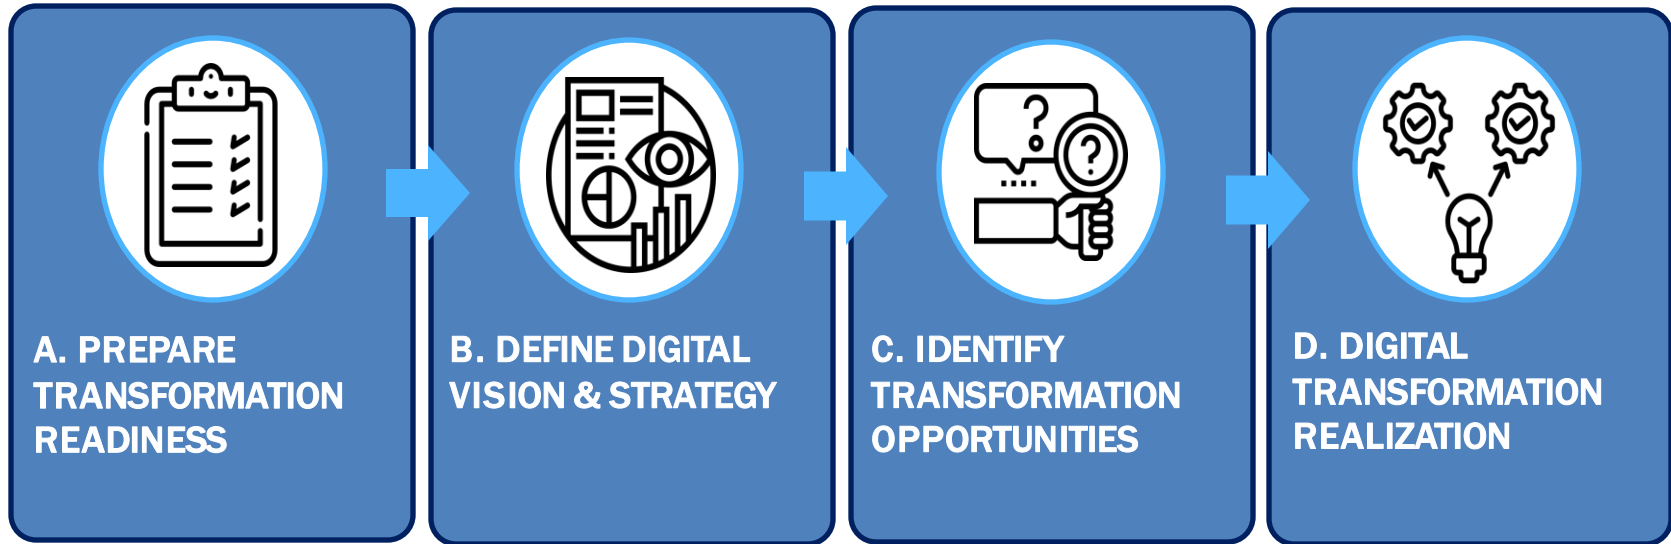 A. PREPARE
TRANSFORMATION
READINESS
B. DEFINE DIGITAL
VISION & STRATEGY
C. IDENTIFY
TRANSFORMATION
OPPORTUNITIES
D. DIGITAL
TRANSFORMATION
REALIZATION